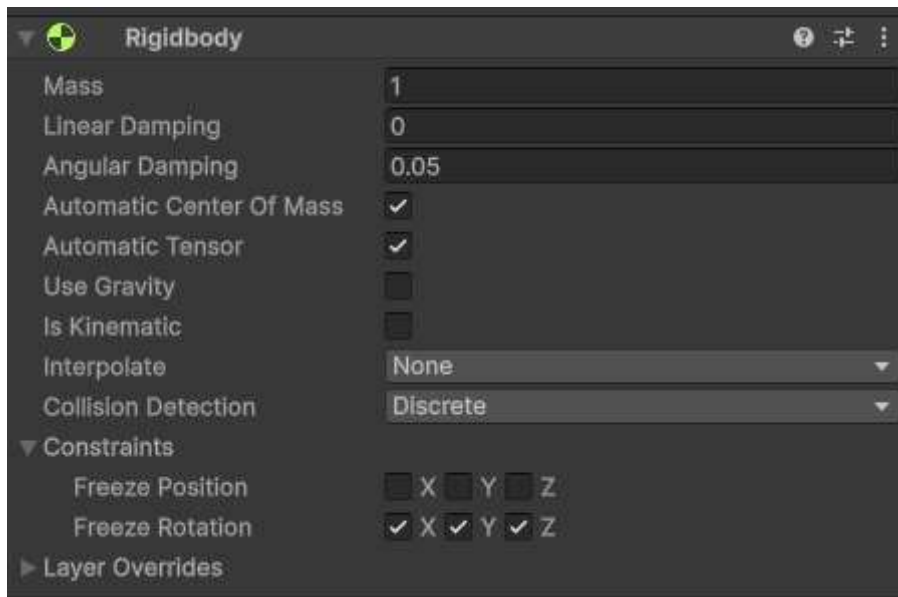 Rigidbody
Mass 1
Linear Damping 0
Angular Damping 0.05
Automatic Center Of Mass
Automatic Tensor
Use Gravity
Is Kinematic
Interpolate None
Collision Detection Discrete
Constraints
Freeze Position X Y Z
Freeze Rotation X Y Z
Layer Overrides